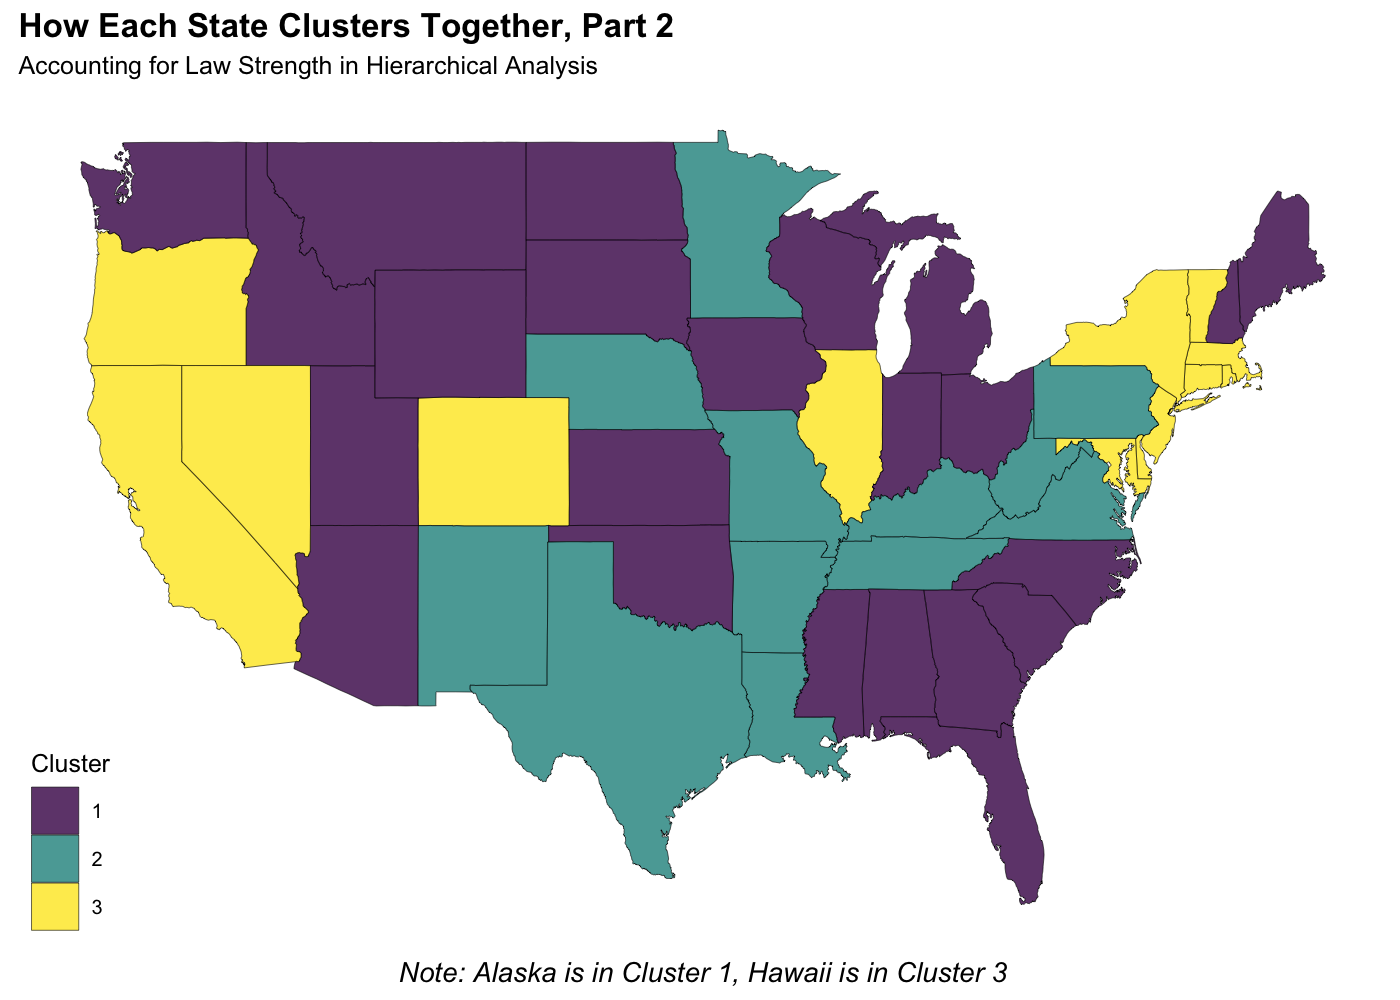 How Each State Clusters Together, Part 2
Accounting for Law Strength in Hierarchical Analysis
Cluster
1
2
3
Note: Alaska is in Cluster 1, Hawaii is in Cluster 3